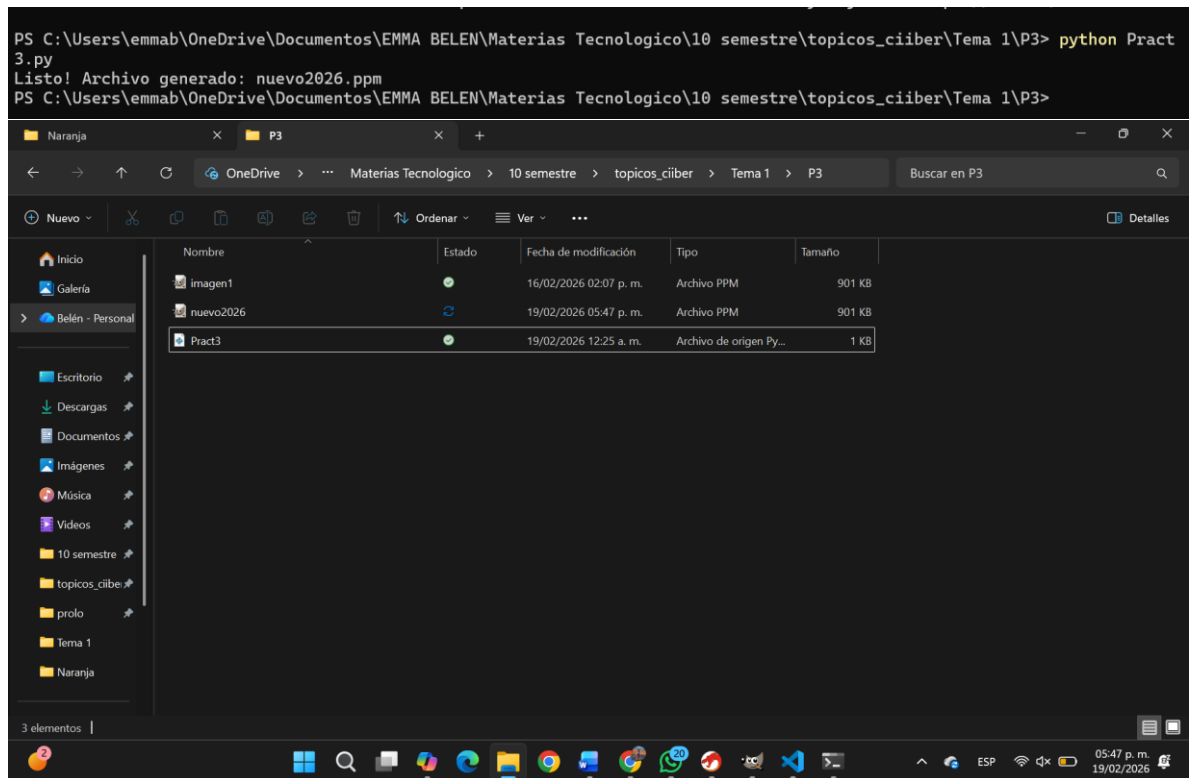 PS C:\Users\emmab\OneDrive\Documentos\EMMA BELEN\Materias Tecnologico\10 semestre\topicos_ciiber\Tema 1\P3> python Pract
3.py
Listo! Archivo generado: nuevo2026.ppm
PS C:\Users\emmab\OneDrive\Documentos\EMMA BELEN\Materias Tecnologico\10 semestre\topicos_ciiber\Tema 1\P3>
Naranja
P3
OneDrive > ... Materias Tecnologico > 10 semestre > topicos_ciiber > Tema 1 > P3
Buscar en P3
Nuevo
Ordenar
Ver
...
Detalles
Inicio
Galería
Belén - Personal
Escritorio
Descargas
Documentos
Imágenes
Música
Videos
10 semestre
topicos_ciiber
prolo
Tema 1
Naranja
Nombre Estado Fecha de modificación Tipo Tamaño
imagen1 16/02/2026 02:07 p. m. Archivo PPM 901 KB
nuevo2026 19/02/2026 05:47 p. m. Archivo PPM 901 KB
Pract3 19/02/2026 12:25 a. m. Archivo de origen Py... 1 KB
3 elementos
2
20
ESP
05:47 p. m.
19/02/2026